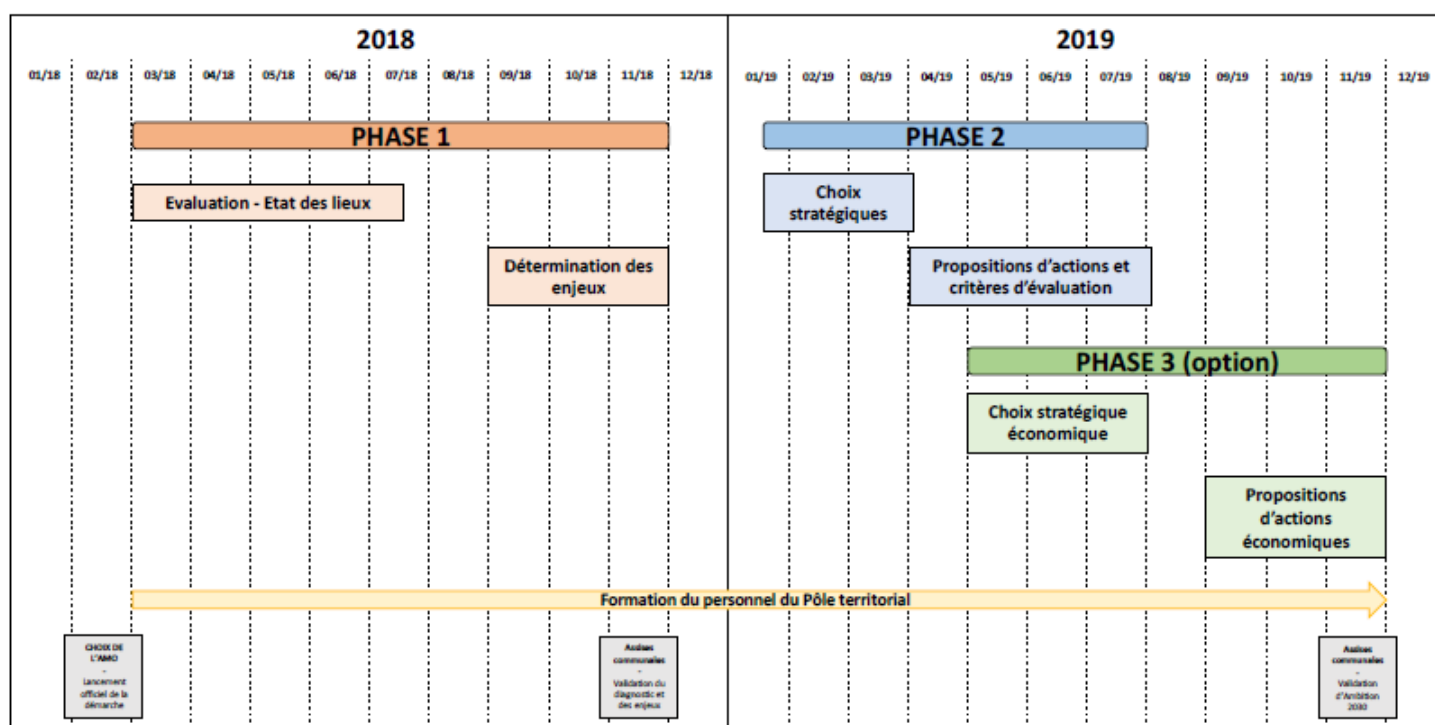 2018
2019
01/18 02/18 03/18 04/18 05/18 06/18 07/18 08/18 09/18 10/18 11/18 12/18
01/19 02/19 03/19 04/19 05/19 06/19 07/19 08/19 09/19 10/19 11/19 12/19
PHASE 1
PHASE 2
Evaluation - Etat des lieux
Choix
stratégiques
Détermination des
enjeux
Propositions d'actions et
critères d'évaluation
PHASE 3 (option)
Choix stratégique
économique
Propositions
d'actions
économiques
Formation du personnel du Pôle territorial
CHOIX DE
L'AMO
-
Lancement
officiel de la
démarche
Assises
communales
-
Validation du
diagnostic et
des enjeux
Assises
communales
-
Validation
d'Ambition
2030